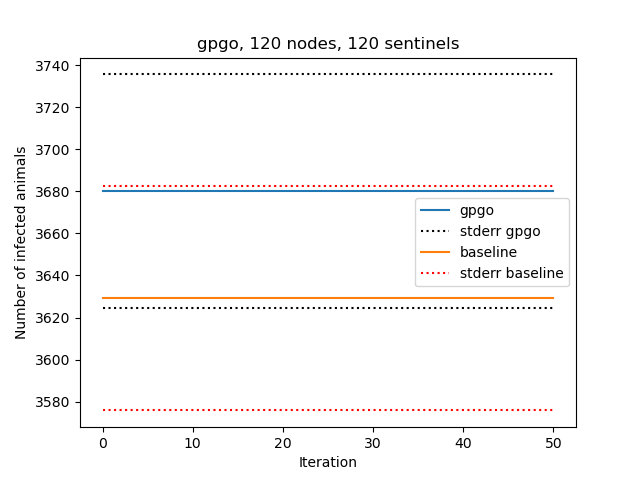 gpgo, 120 nodes, 120 sentinels
3740
3720
3700
3680
3660
3640
3620
3600
3580
Number of infected animals
gpgo
stderr gpgo
baseline
stderr baseline
0 10 20 30 40 50
Iteration